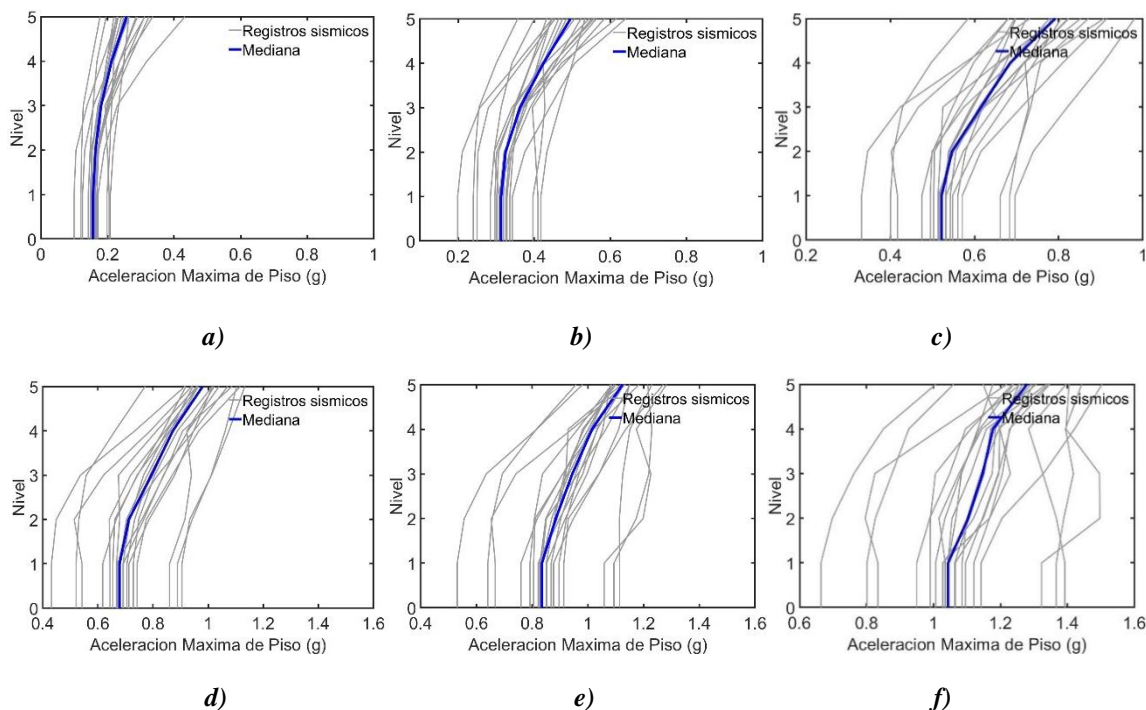 Registros sismicos
Mediana
Nivel
5
4
3
2
1
0
0 0.2 0.4 0.6 0.8 1
Aceleracion Maxima de Piso (g)
a)
Registros sismicos
Mediana
Nivel
5
4
3
2
1
0
0.2 0.4 0.6 0.8 1
Aceleracion Maxima de Piso (g)
b)
Registros sismicos
Mediana
Nivel
5
4
3
2
1
0
0.2 0.4 0.6 0.8 1
Aceleracion Maxima de Piso (g)
c)
Registros sismicos
Mediana
Nivel
5
4
3
2
1
0
0.4 0.6 0.8 1 1.2 1.4 1.6
Aceleracion Maxima de Piso (g)
d)
Registros sismicos
Mediana
Nivel
5
4
3
2
1
0
0.4 0.6 0.8 1 1.2 1.4 1.6
Aceleracion Maxima de Piso (g)
e)
Registros sismicos
Mediana
Nivel
5
4
3
2
1
0
0.6 0.8 1 1.2 1.4 1.6
Aceleracion Maxima de Piso (g)
f)